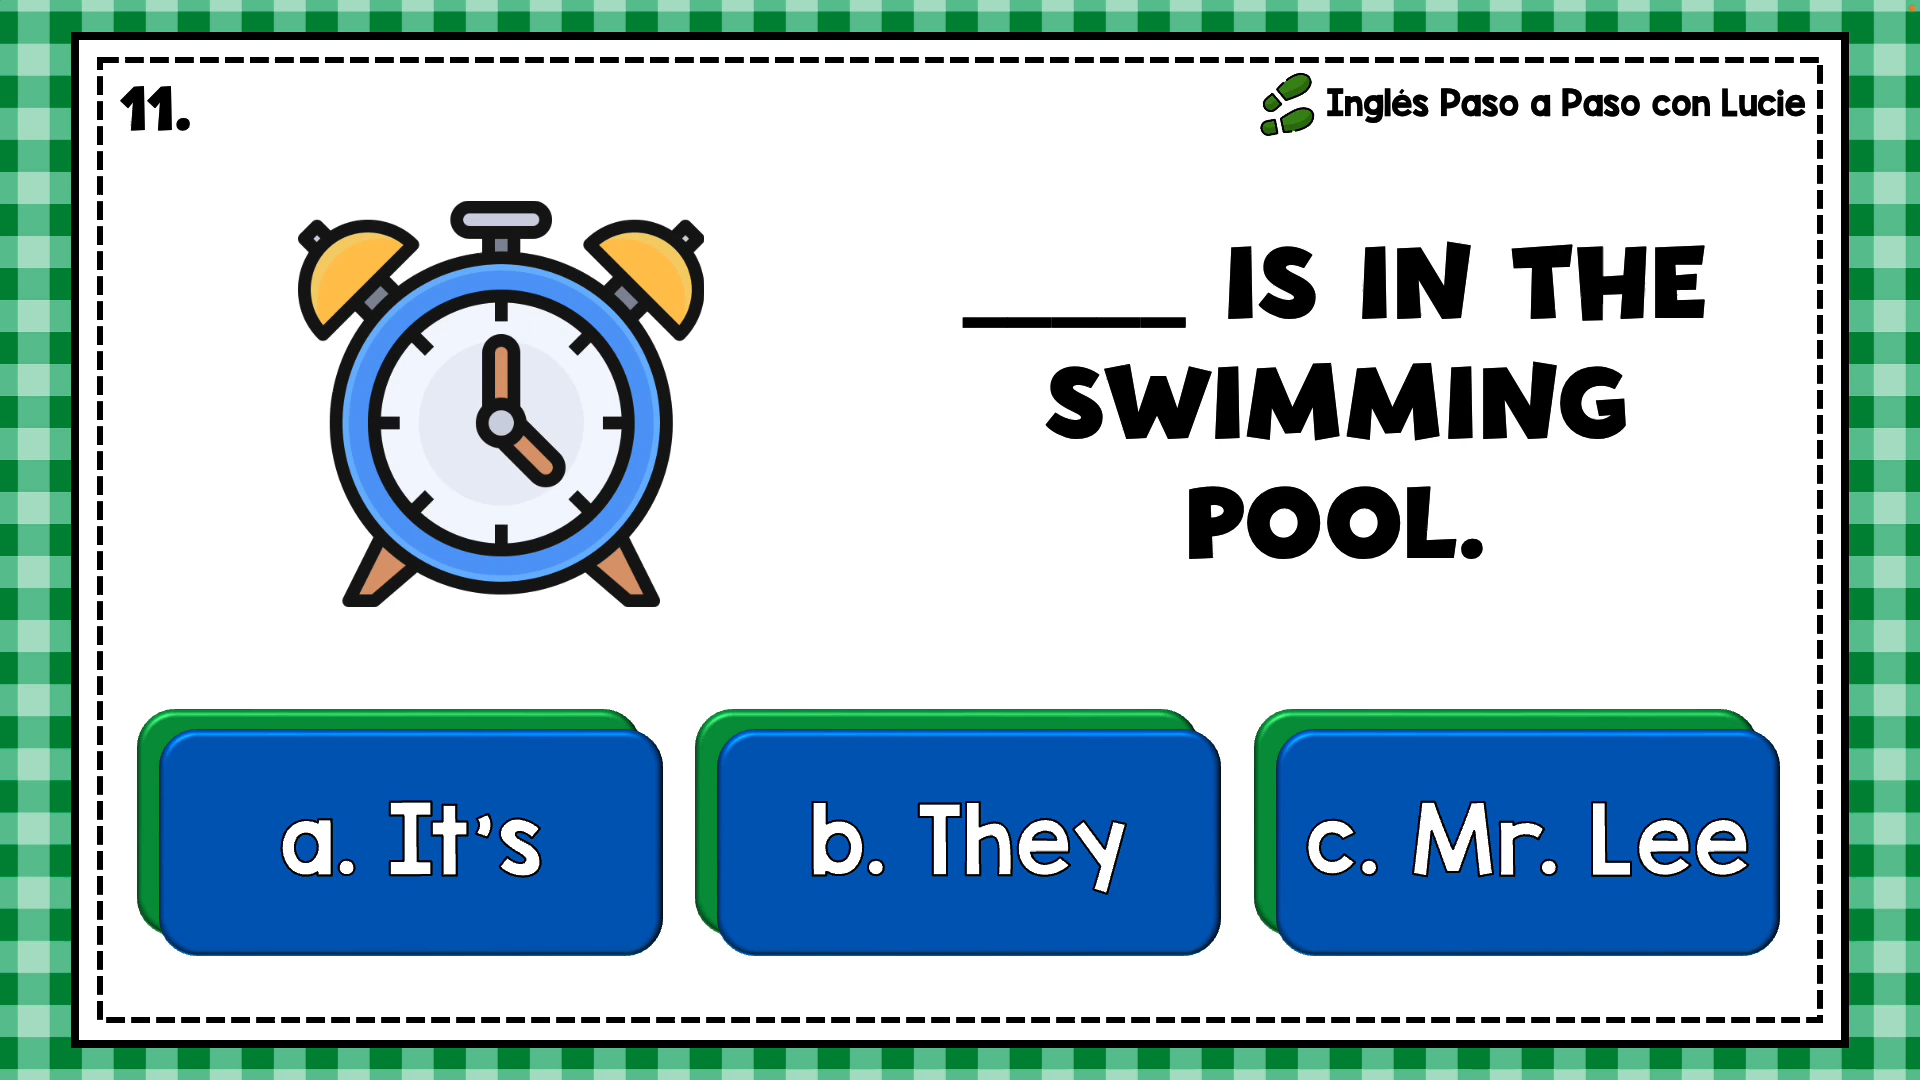 11.
Inglés Paso a Paso con Lucie
_____ IS IN THE
SWIMMING
POOL.
a. It's
b. They
c. Mr. Lee